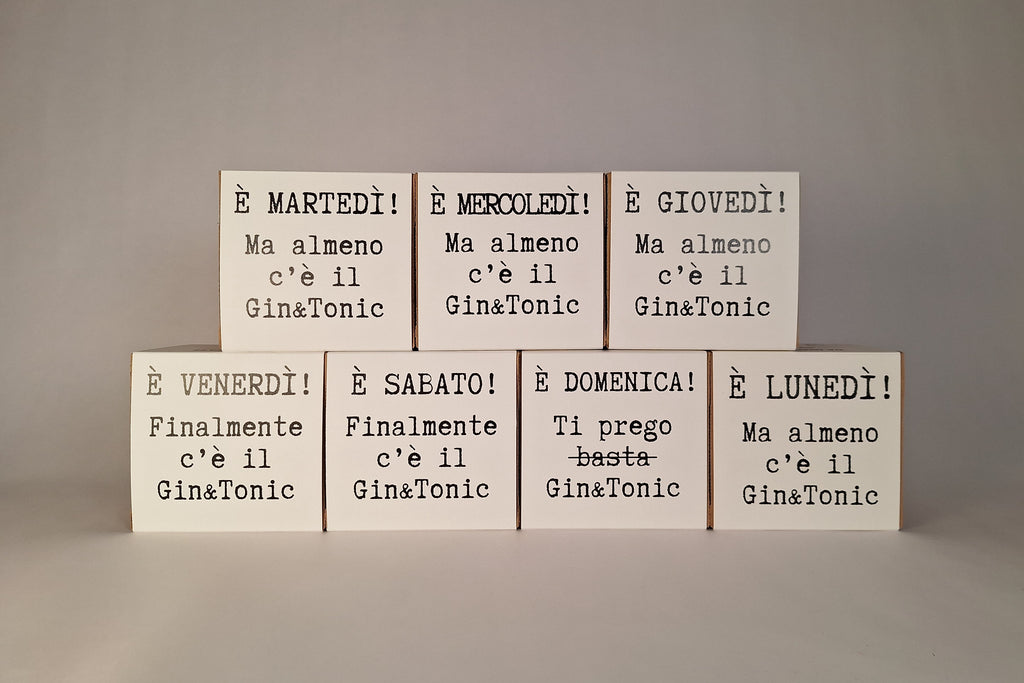 È MARTEDÌ!
Ma almeno
c'è il
Gin&Tonic
È MERCOLEDÌ!
Ma almeno
c'è il
Gin&Tonic
È GIOVEDÌ!
Ma almeno
c'è il
Gin&Tonic
È VENERDÌ!
Finalmente
c'è il
Gin&Tonic
È SABATO!
Finalmente
c'è il
Gin&Tonic
È DOMENICA!
Ti prego
basta
Gin&Tonic
È LUNEDÌ!
Ma almeno
c'è il
Gin&Tonic